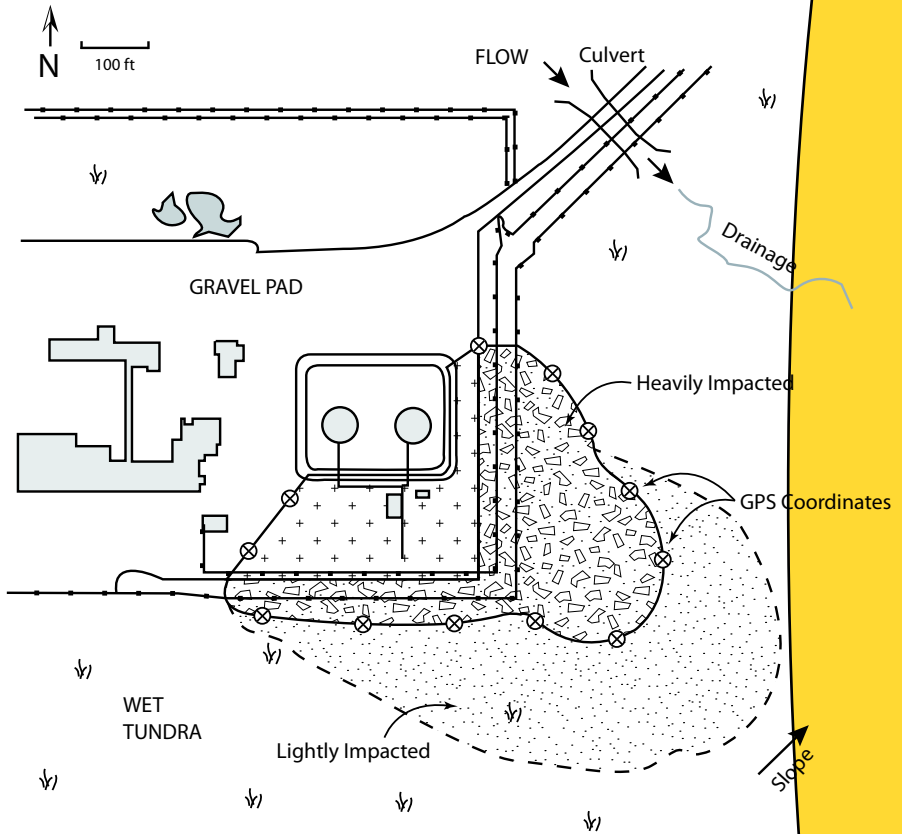 N
100 ft
FLOW
Culvert
Drainage
GRAVEL PAD
Heavily Impacted
GPS Coordinates
WET
TUNDRA
Lightly Impacted
Slope